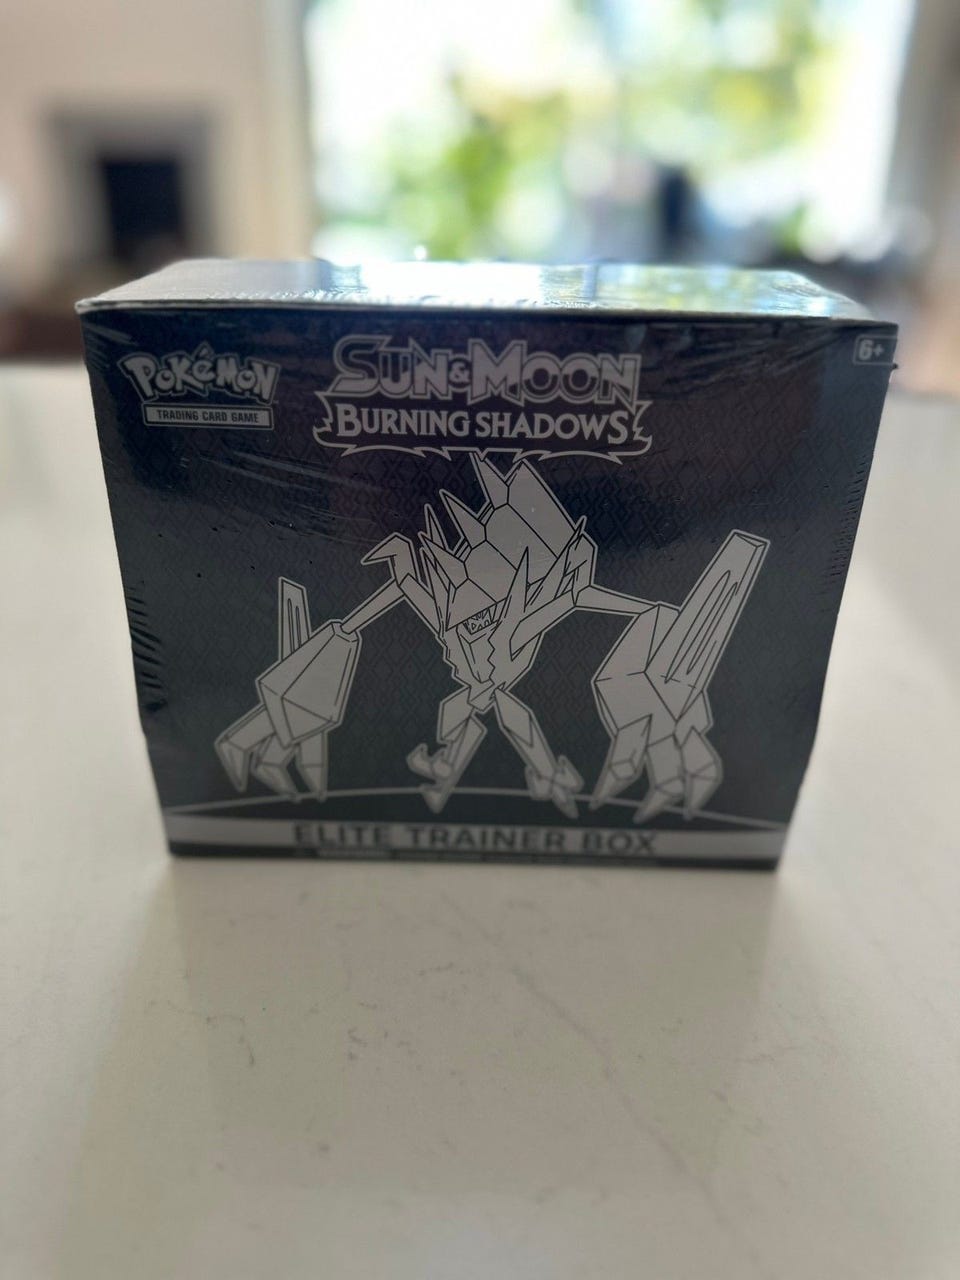 Pokémon
TRADING CARD GAME
SUN & MOON
BURNING SHADOWS
6+
ELITE TRAINER BOX